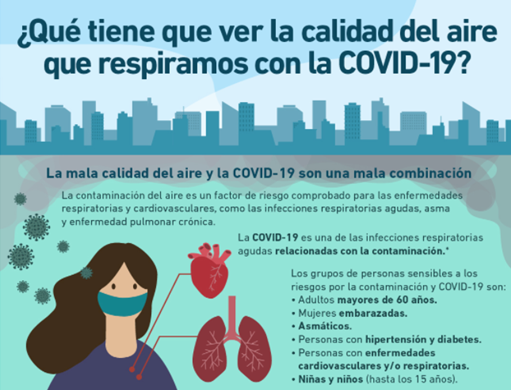 ¿Qué tiene que ver la calidad del aire
que respiramos con la COVID-19?
La mala calidad del aire y la COVID-19 son una mala combinación
La contaminación del aire es un factor de riesgo comprobado para las enfermedades
respiratorias y cardiovasculares, como las infecciones respiratorias agudas, asma
y enfermedad pulmonar crónica.
La COVID-19 es una de las infecciones respiratorias
agudas relacionadas con la contaminación.*
Los grupos de personas sensibles a los
riesgos por la contaminación y COVID-19 son:
• Adultos mayores de 60 años.
• Mujeres embarazadas.
• Asmáticos.
• Personas con hipertensión y diabetes.
• Personas con enfermedades
cardiovasculares y/o respiratorias.
• Niñas y niños (hasta los 15 años).